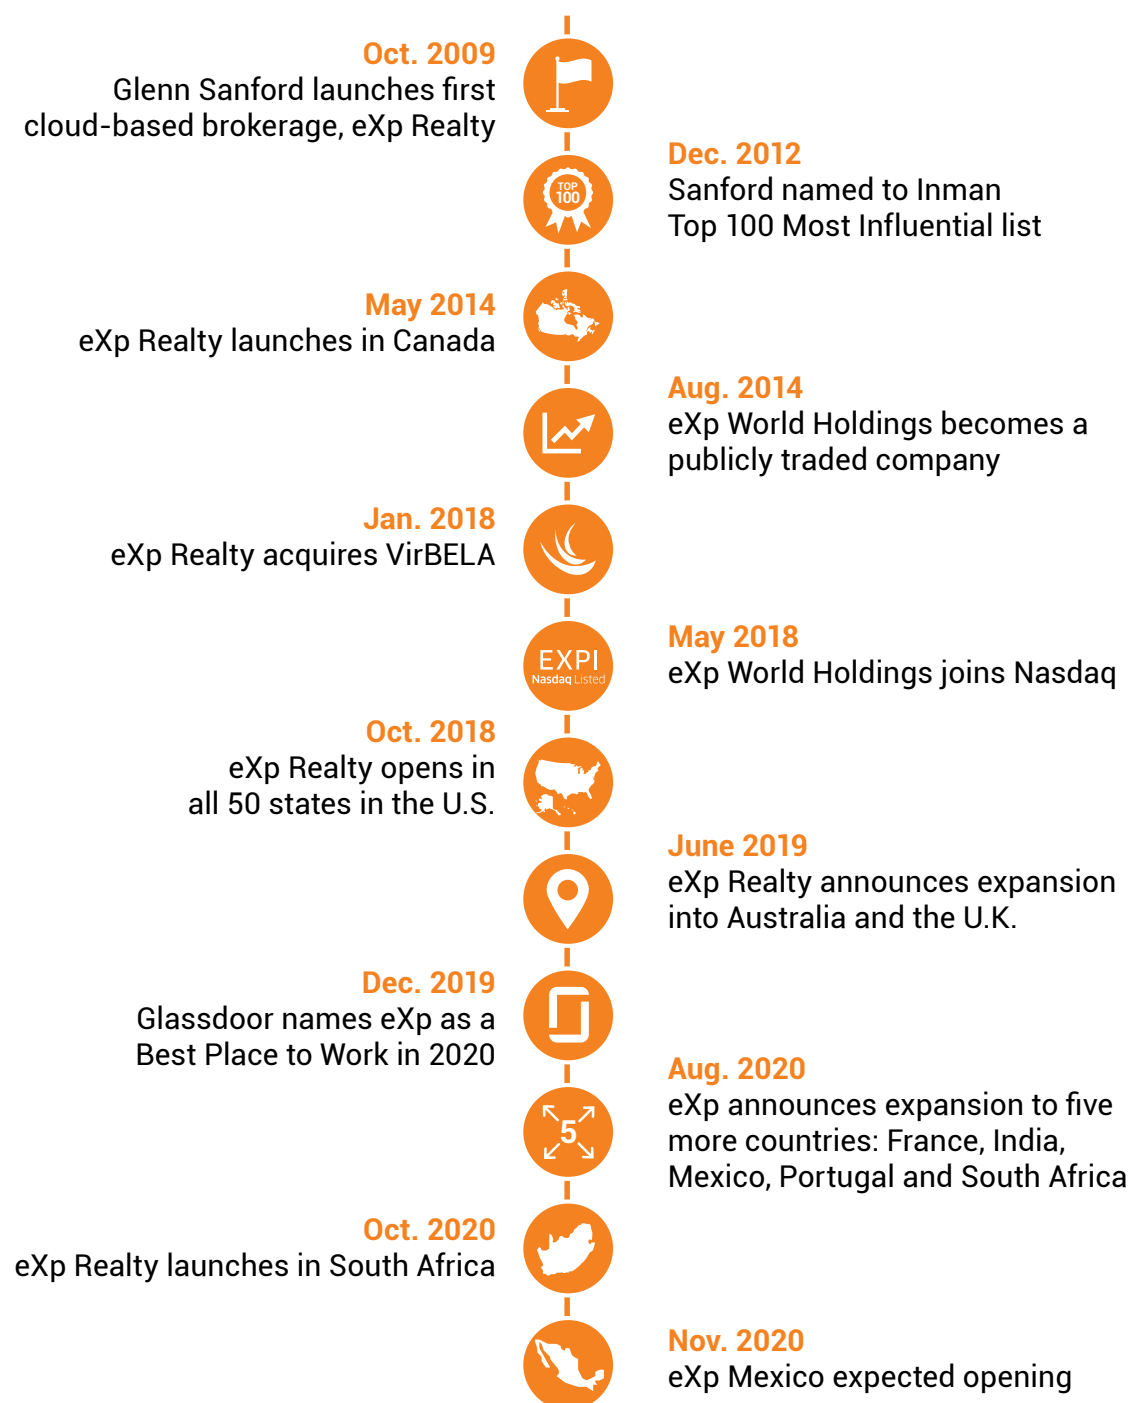 Oct. 2009
Glenn Sanford launches first
cloud-based brokerage, eXp Realty
TOP
100
Dec. 2012
Sanford named to Inman
Top 100 Most Influential list
May 2014
eXp Realty launches in Canada
Aug. 2014
eXp World Holdings becomes a
publicly traded company
Jan. 2018
eXp Realty acquires VirBELA
EXPI
Nasdaq Listed
May 2018
eXp World Holdings joins Nasdaq
Oct. 2018
eXp Realty opens in
all 50 states in the U.S.
June 2019
eXp Realty announces expansion
into Australia and the U.K.
Dec. 2019
Glassdoor names eXp as a
Best Place to Work in 2020
5
Aug. 2020
eXp announces expansion to five
more countries: France, India,
Mexico, Portugal and South Africa
Oct. 2020
eXp Realty launches in South Africa
Nov. 2020
eXp Mexico expected opening